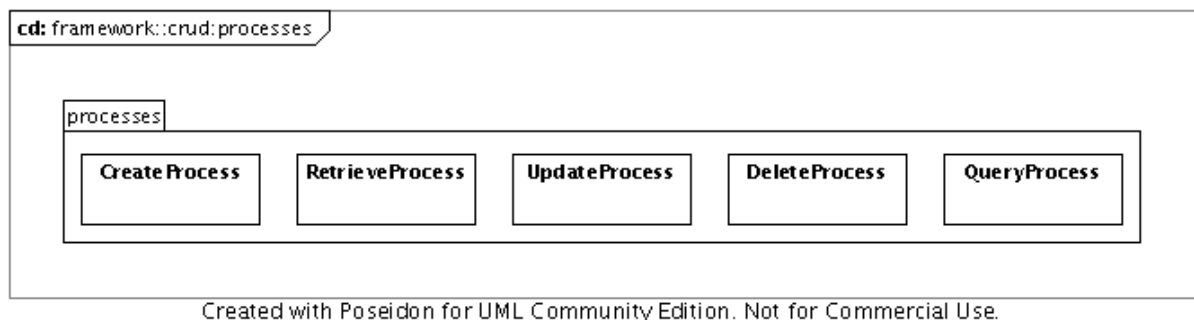 cd: framework::crud:processes
processes
CreateProcess RetrieveProcess UpdateProcess DeleteProcess QueryProcess
Created with Poseidon for UML Community Edition. Not for Commercial Use.